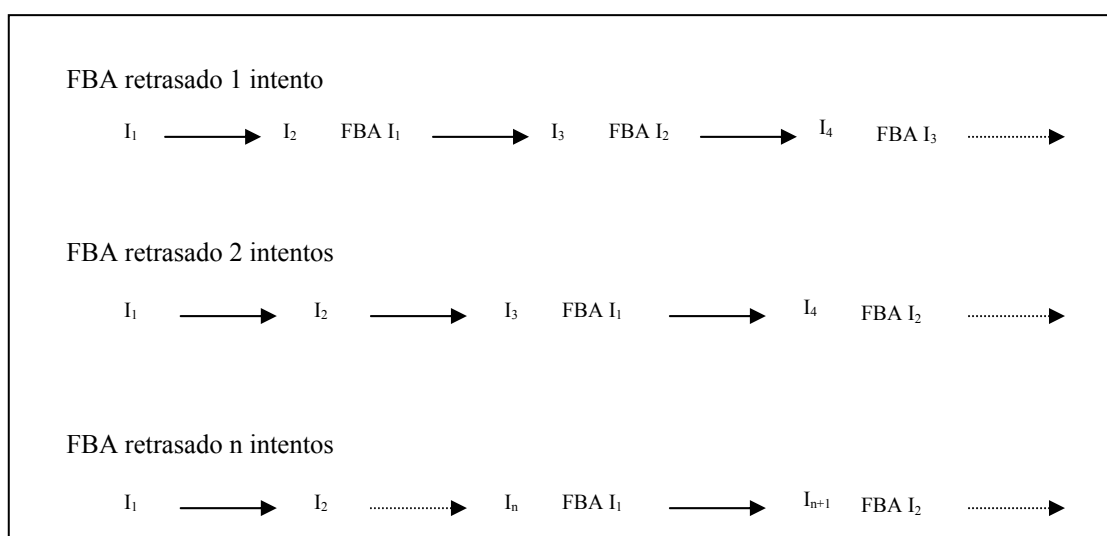 FBA retrasado 1 intento
I₁ I₂ FBA I₁ I₃ FBA I₂ I₄ FBA I₃
FBA retrasado 2 intentos
I₁ I₂ I₃ FBA I₁ I₄ FBA I₂
FBA retrasado n intentos
I₁ I₂ Iₙ FBA I₁ Iₙ₊₁ FBA I₂